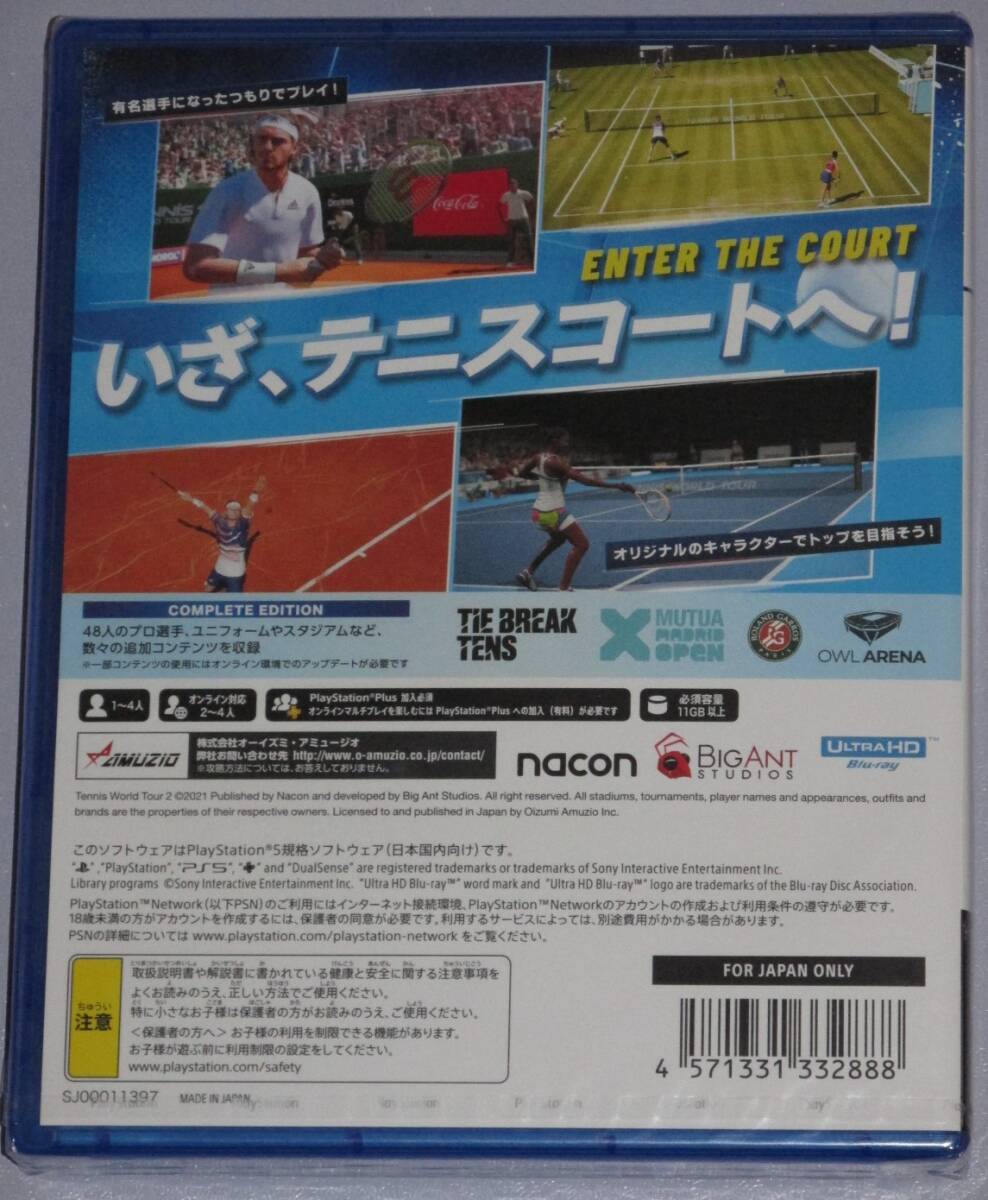 有名選手になったつもりでプレイ!
NNIS
TOUR
MOROL!
Doritos
Coca-Cola
TENNIS WORLD TOUR
ENTER THE COURT
いざ、テニスコートへ!
WORLD TOUR
オリジナルのキャラクターでトップを目指そう!
COMPLETE EDITION
48人のプロ選手、ユニフォームやスタジアムなど、
数々の追加コンテンツを収録
※一部コンテンツの使用にはオンライン環境でのアップデートが必要です
TIE BREAK
TENS
MUTUA
MADRID
OPEN
ROLAND GARROS
RG
PARIS
OWL ARENA
1~4人
オンライン対応
2~4人
PlayStation®Plus 加入必須
オンラインマルチプレイを楽しむには PlayStation®Plus への加入(有料)が必要です
必須容量
11GB以上
AMUZIO
株式会社オーイズミ・アミュージオ
弊社お問い合わせ先 http://www.o-amuzio.co.jp/contact/
※攻略方法については、お答えしておりません。
nacon
BIGANT
STUDIOS
ULTRA HD™
Blu-ray
Tennis World Tour 2 ©2021 Published by Nacon and developed by Big Ant Studios. All right reserved. All stadiums, tournaments, player names and appearances, outfits and
brands are the properties of their respective owners. Licensed to and published in Japan by Oizumi Amuzio Inc.
このソフトウェアはPlayStation®5規格ソフトウェア(日本国内向け)です。
"PS", "PlayStation", "PS5", "+" and "DualSense" are registered trademarks or trademarks of Sony Interactive Entertainment Inc.
Library programs ©Sony Interactive Entertainment Inc. "Ultra HD Blu-ray™" word mark and "Ultra HD Blu-ray™" logo are trademarks of the Blu-ray Disc Association.
PlayStation™Network(以下PSN)のご利用にはインターネット接続環境、PlayStation™Networkのアカウントの作成および利用条件の遵守が必要です。
18歳未満の方がアカウントを作成するには、保護者の同意が必要です。利用するサービスによっては、別途費用がかかる場合があります。
PSNの詳細については www.playstation.com/playstation-network をご覧ください。
ちゅうい
注意
取扱説明書や解説書に書かれている健康と安全に関する注意事項を
よくお読みのうえ、正しい方法でご使用ください。
特に小さなお子様は保護者の方がお読みのうえ、ご使用ください。
<保護者の方へ> お子様の利用を制限できる機能があります。
お子様が遊ぶ前に利用制限の設定をしてください。
www.playstation.com/safety
FOR JAPAN ONLY
4 571331 332888
SJ00011397 MADE IN JAPAN